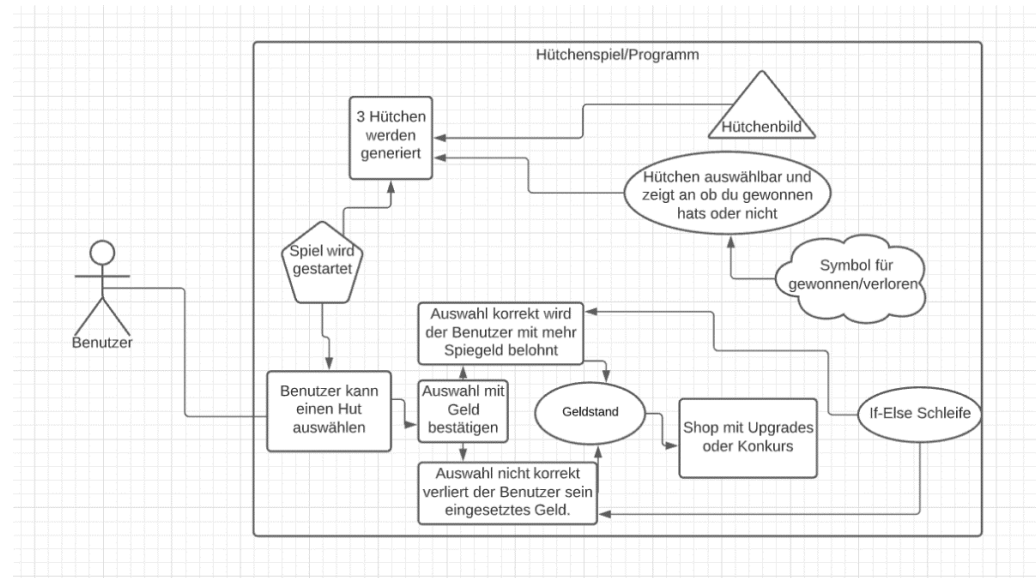 Hütchenspiel/Programm
3 Hütchen
werden
generiert
Hütchenbild
Hütchen auswählbar und
zeigt an ob du gewonnen
hats oder nicht
Spiel wird
gestartet
Symbol für
gewonnen/verloren
Benutzer
Auswahl korrekt wird
der Benutzer mit mehr
Spiegeld belohnt
Benutzer kann
einen Hut
auswählen
Auswahl mit
Geld
bestätigen
Geldstand
If-Else Schleife
Shop mit Upgrades
oder Konkurs
Auswahl nicht korrekt
verliert der Benutzer sein
eingesetztes Geld.